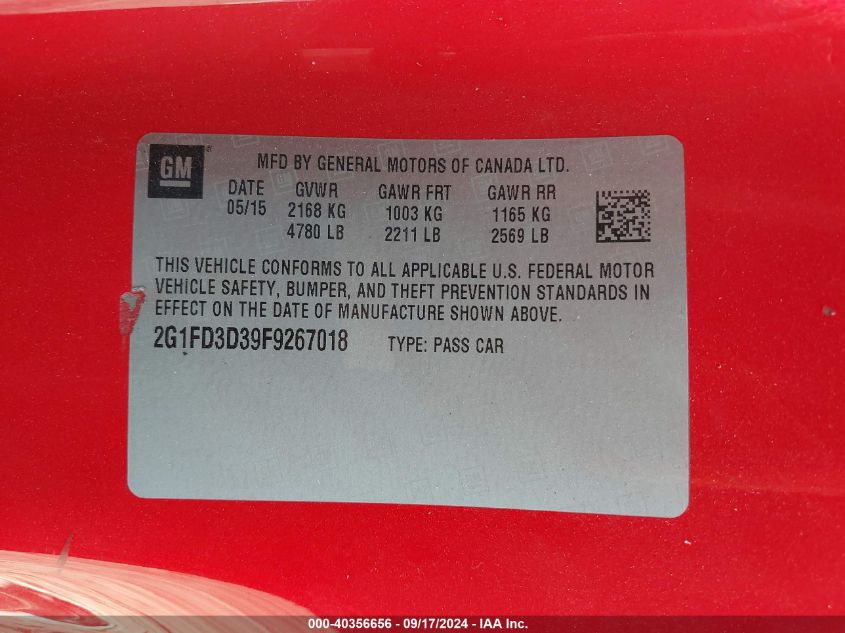 GM ®
MFD BY GENERAL MOTORS OF CANADA LTD.
DATE GVWR GAWR FRT GAWR RR
05/15 2168 KG 1003 KG 1165 KG
4780 LB 2211 LB 2569 LB
THIS VEHICLE CONFORMS TO ALL APPLICABLE U.S. FEDERAL MOTOR
VEHICLE SAFETY, BUMPER, AND THEFT PREVENTION STANDARDS IN
EFFECT ON THE DATE OF MANUFACTURE SHOWN ABOVE.
2G1FD3D39F9267018 TYPE: PASS CAR
000-40356656 - 09/17/2024 - IAA Inc.